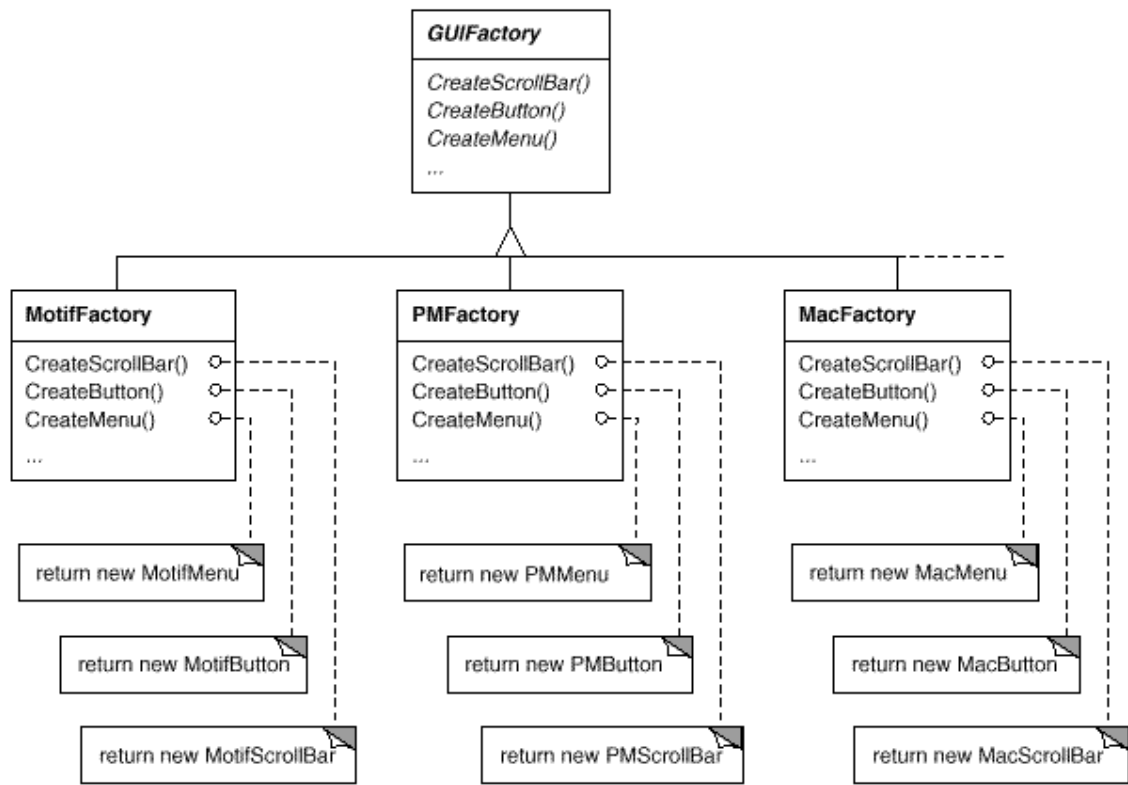 GUIFactory
CreateScrollBar()
CreateButton()
CreateMenu()
...
MotifFactory
CreateScrollBar()
CreateButton()
CreateMenu()
...
PMFactory
CreateScrollBar()
CreateButton()
CreateMenu()
...
MacFactory
CreateScrollBar()
CreateButton()
CreateMenu()
...
return new MotifMenu
return new PMMenu
return new MacMenu
return new MotifButton
return new PMButton
return new MacButton
return new MotifScrollBar
return new PMScrollBar
return new MacScrollBar